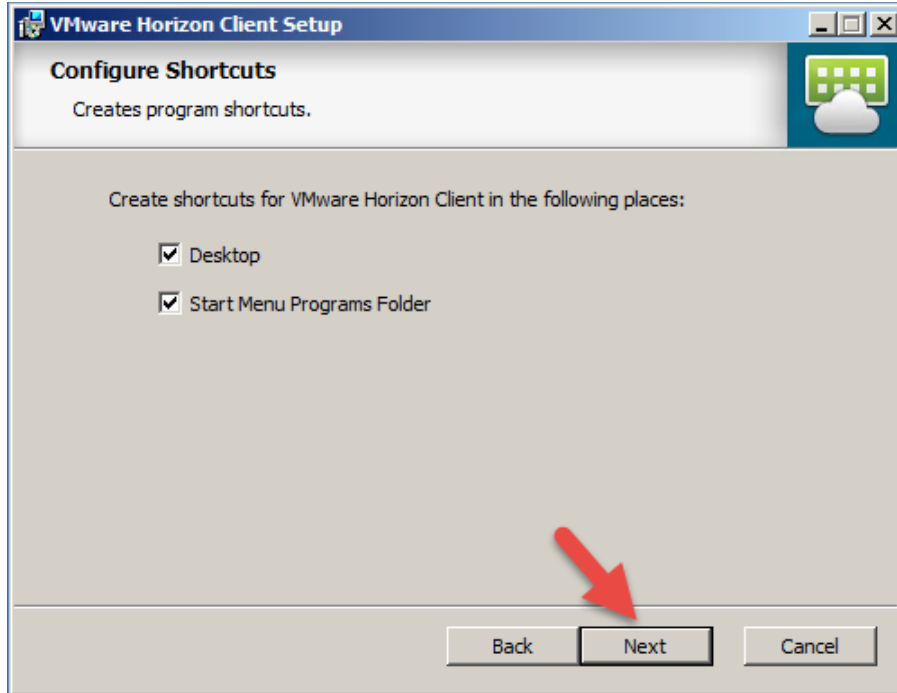 VMware Horizon Client Setup
Configure Shortcuts
Creates program shortcuts.
Create shortcuts for VMware Horizon Client in the following places:
Desktop
Start Menu Programs Folder
Back Next Cancel